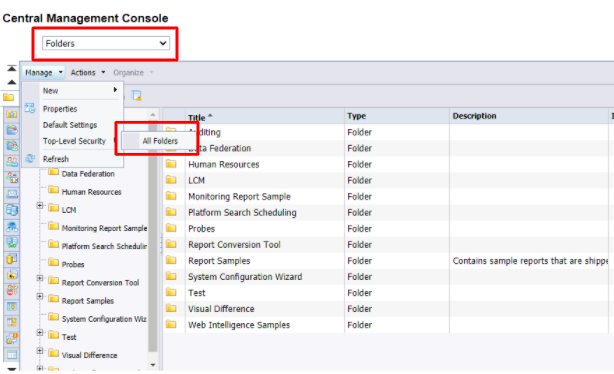 Central Management Console
Folders
Manage Actions Organize
New
Properties
Default Settings
Top-Level Security
All Folders
Refresh
Data Federation
Human Resources
LCM
Monitoring Report Sample
Platform Search Schedulin
Probes
Report Conversion Tool
Report Samples
System Configuration Wiz
Test
Visual Difference
Title Type Description
Auditing Folder
Data Federation Folder
Human Resources Folder
LCM Folder
Monitoring Report Sample Folder
Platform Search Scheduling Folder
Probes Folder
Report Conversion Tool Folder
Report Samples Folder Contains sample reports that are shippe
System Configuration Wizard Folder
Test Folder
Visual Difference Folder
Web Intelligence Samples Folder